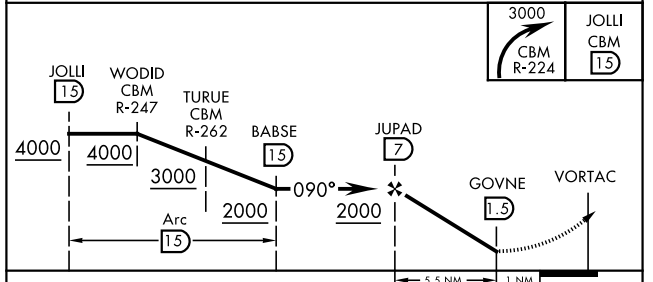 3000
CBM
R-224
JOLLI
CBM
15
JOLLI
15
WODID
CBM
R-247
TURUE
CBM
R-262
BABSE
15
JUPAD
7
GOVNE
1.5
VORTAC
4000
4000
3000
2000
090°
2000
Arc
15
5.5 NM
1 NM